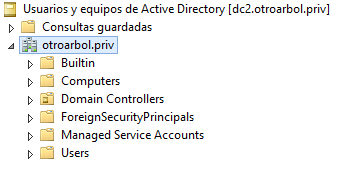 Usuarios y equipos de Active Directory [dc2.otroarbol.priv]
Consultas guardadas
otroarbol.priv
Builtin
Computers
Domain Controllers
ForeignSecurityPrincipals
Managed Service Accounts
Users